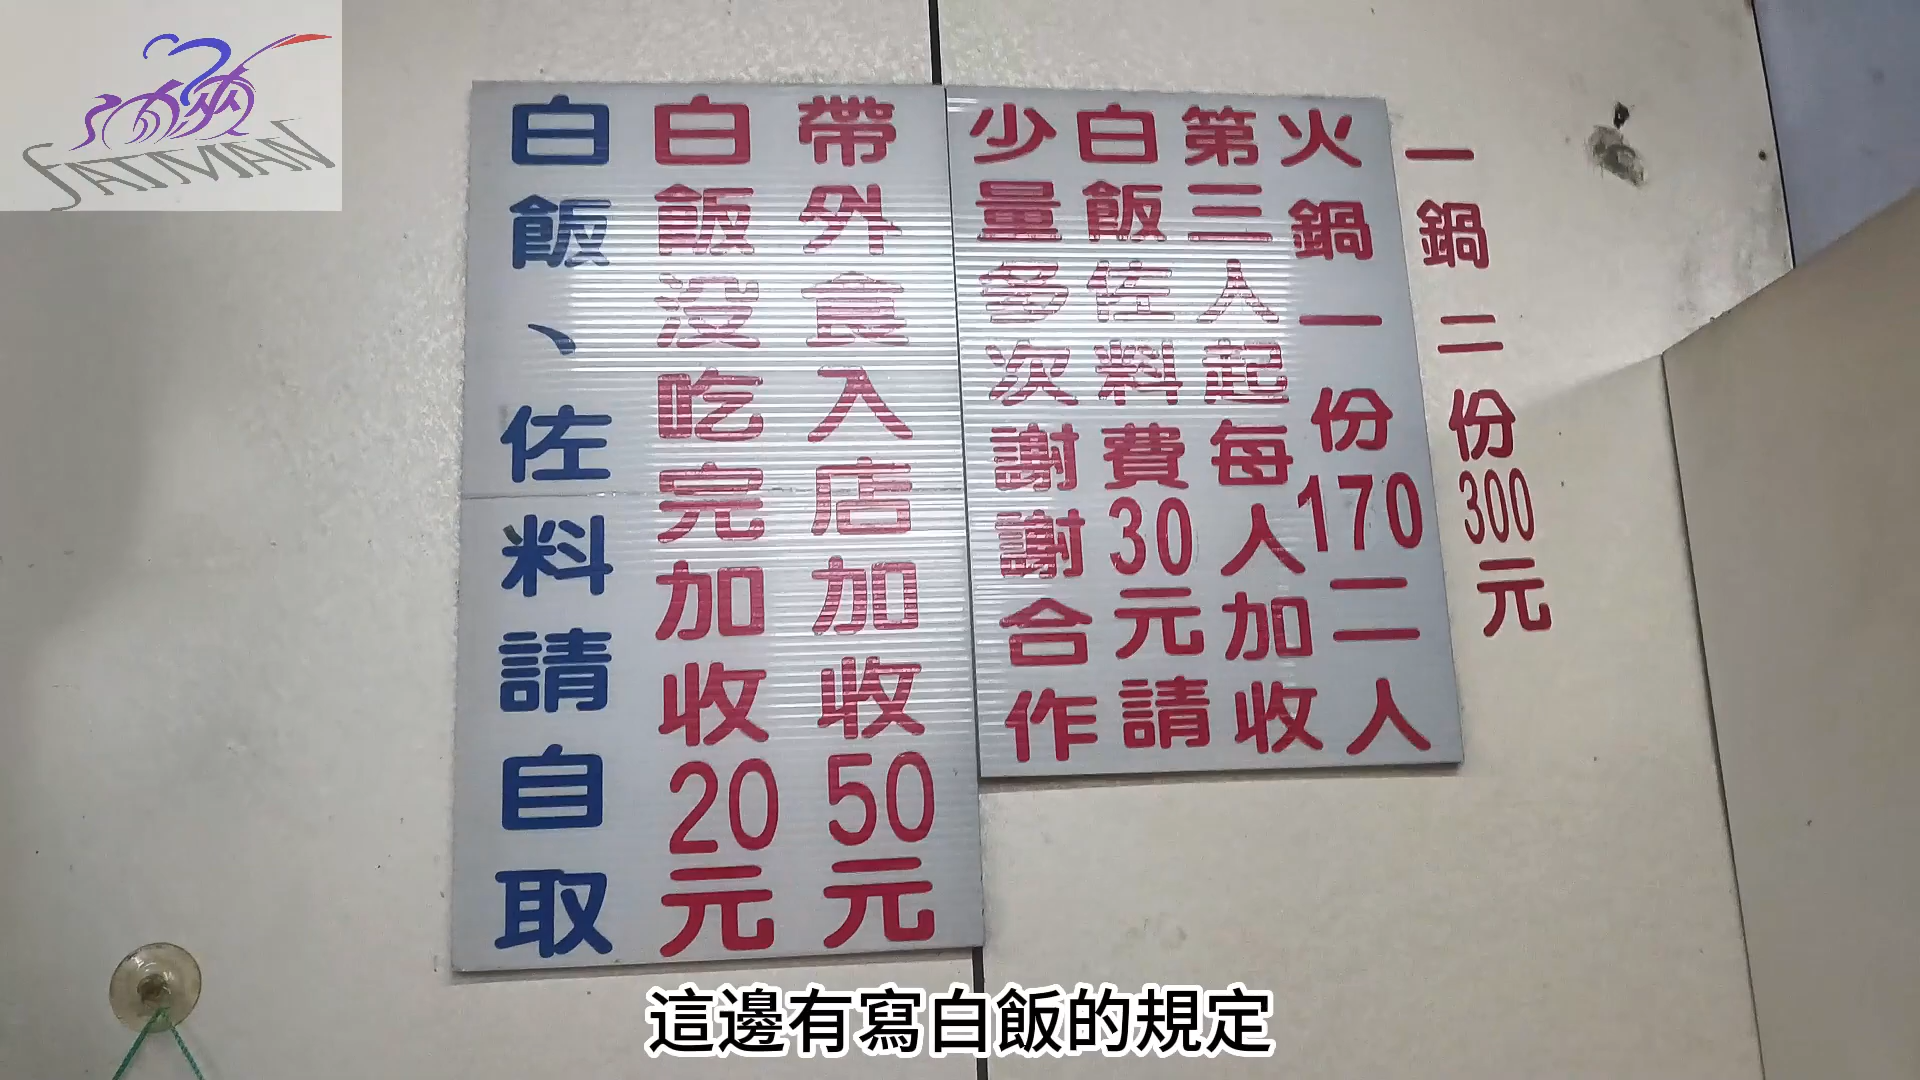 一鍋二份300元
火鍋一份170二人
第三人起每人加收
白飯佐料費30元請
少量多次謝謝合作
帶外食入店加收50元
白飯沒吃完加收20元
白飯、佐料請自取
這邊有寫白飯的規定
FATMAN